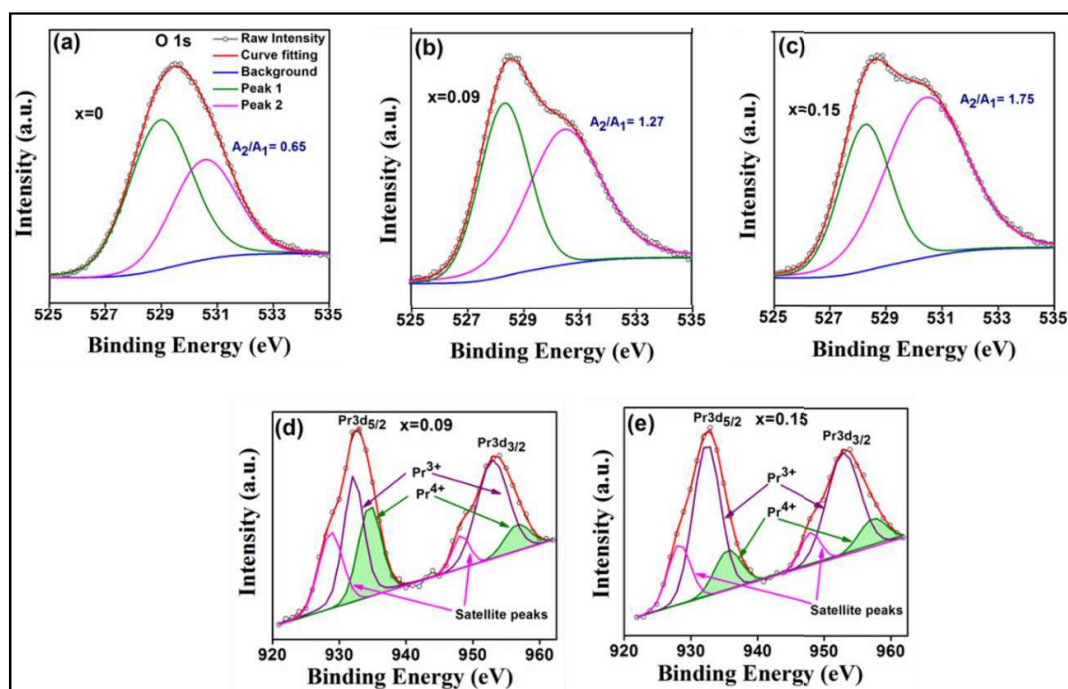 (a)
O 1s
Raw Intensity
Curve fitting
Background
Peak 1
Peak 2
x=0
A2/A1= 0.65
Intensity (a.u.)
525 527 529 531 533 535
Binding Energy (eV)
(b)
x=0.09
A2/A1= 1.27
Intensity (a.u.)
525 527 529 531 533 535
Binding Energy (eV)
(c)
x=0.15
A2/A1= 1.75
Intensity (a.u.)
525 527 529 531 533 535
Binding Energy (eV)
(d)
Pr3d5/2 x=0.09
Pr3d3/2
Pr3+
Pr4+
Satellite peaks
Intensity (a.u.)
920 930 940 950 960
Binding Energy (eV)
(e)
Pr3d5/2 x=0.15
Pr3d3/2
Pr3+
Pr4+
Satellite peaks
Intensity (a.u.)
920 930 940 950 960
Binding Energy (eV)